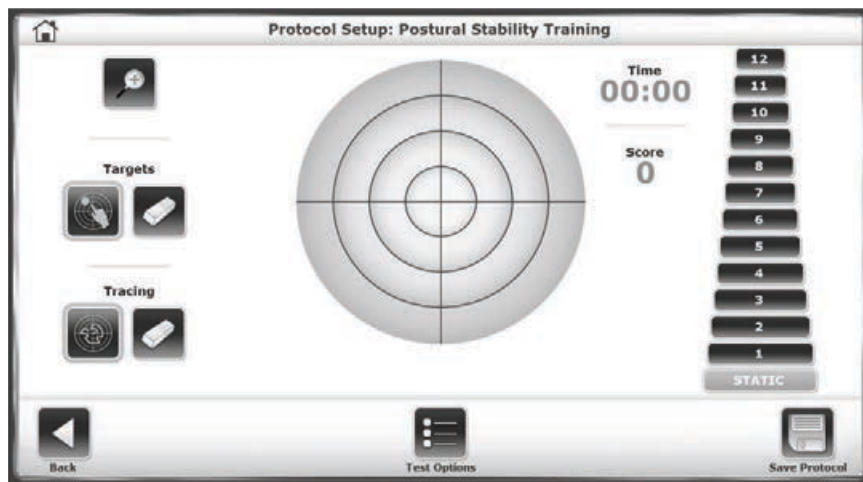 Protocol Setup: Postural Stability Training
Targets
Tracing
Time
00:00
Score
0
12
11
10
9
8
7
6
5
4
3
2
1
STATIC
Back
Test Options
Save Protocol